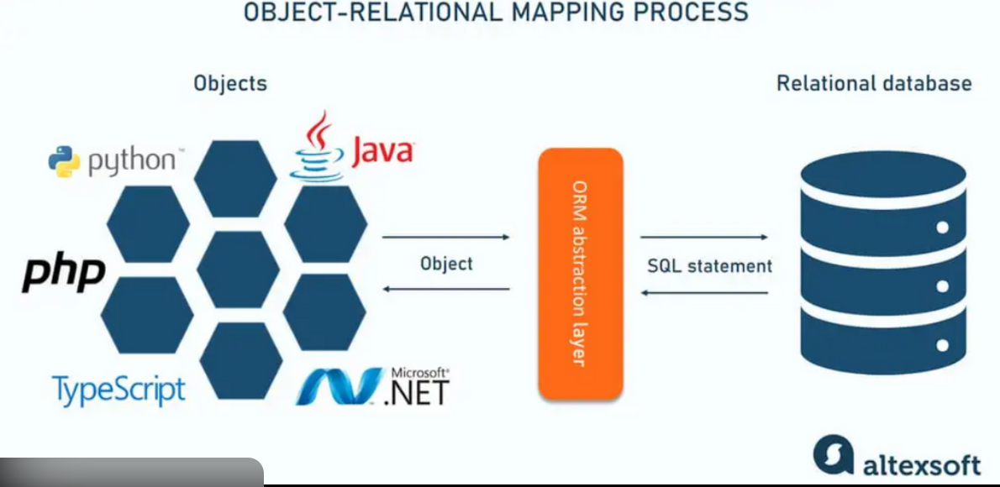 OBJECT-RELATIONAL MAPPING PROCESS
Objects
Relational database
python™
Java
php
TypeScript
Microsoft®
.NET
Object
ORM abstraction layer
SQL statement
altexsoft